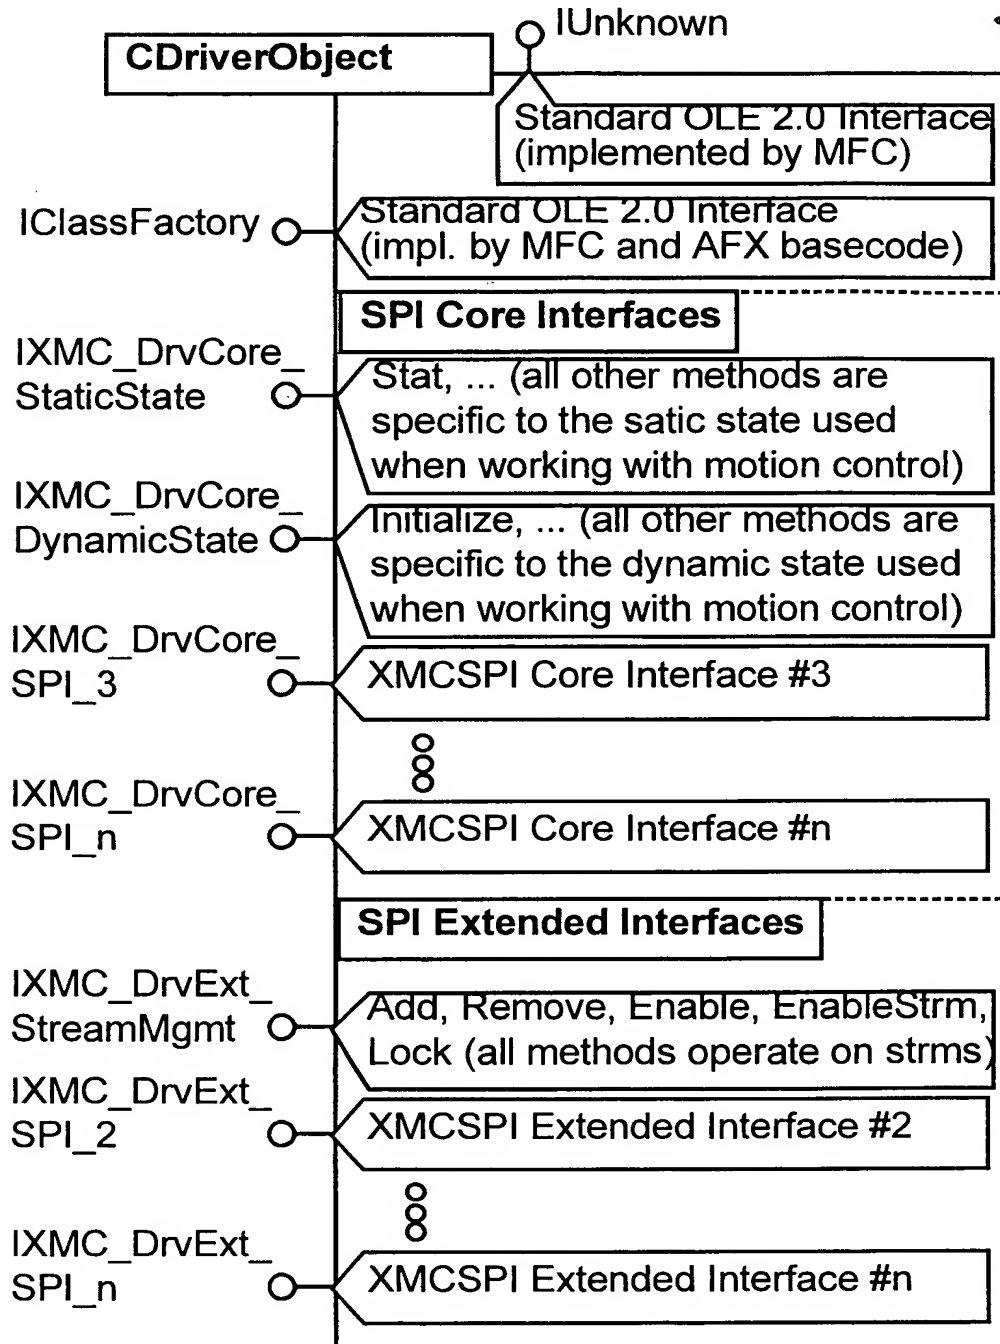 IUnknown
CDriverObject
Standard OLE 2.0 Interface
(implemented by MFC)
IClassFactory
Standard OLE 2.0 Interface
(impl. by MFC and AFX basecode)
SPI Core Interfaces
IXMC_DrvCore_
StaticState
Stat, ... (all other methods are
specific to the satic state used
when working with motion control)
IXMC_DrvCore_
DynamicState
Initialize, ... (all other methods are
specific to the dynamic state used
when working with motion control)
IXMC_DrvCore_
SPI_3
XMCSPI Core Interface #3
IXMC_DrvCore_
SPI_n
XMCSPI Core Interface #n
SPI Extended Interfaces
IXMC_DrvExt_
StreamMgmt
Add, Remove, Enable, EnableStrm,
Lock (all methods operate on strms)
IXMC_DrvExt_
SPI_2
XMCSPI Extended Interface #2
IXMC_DrvExt_
SPI_n
XMCSPI Extended Interface #n